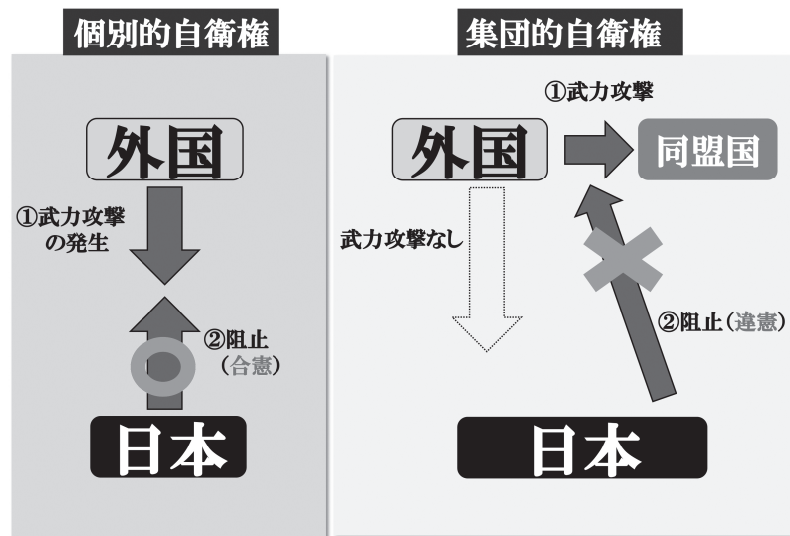 個別的自衛権
外国
①武力攻撃
の発生
②阻止
（合憲）
日本
集団的自衛権
①武力攻撃
外国
同盟国
武力攻撃なし
②阻止（違憲）
日本